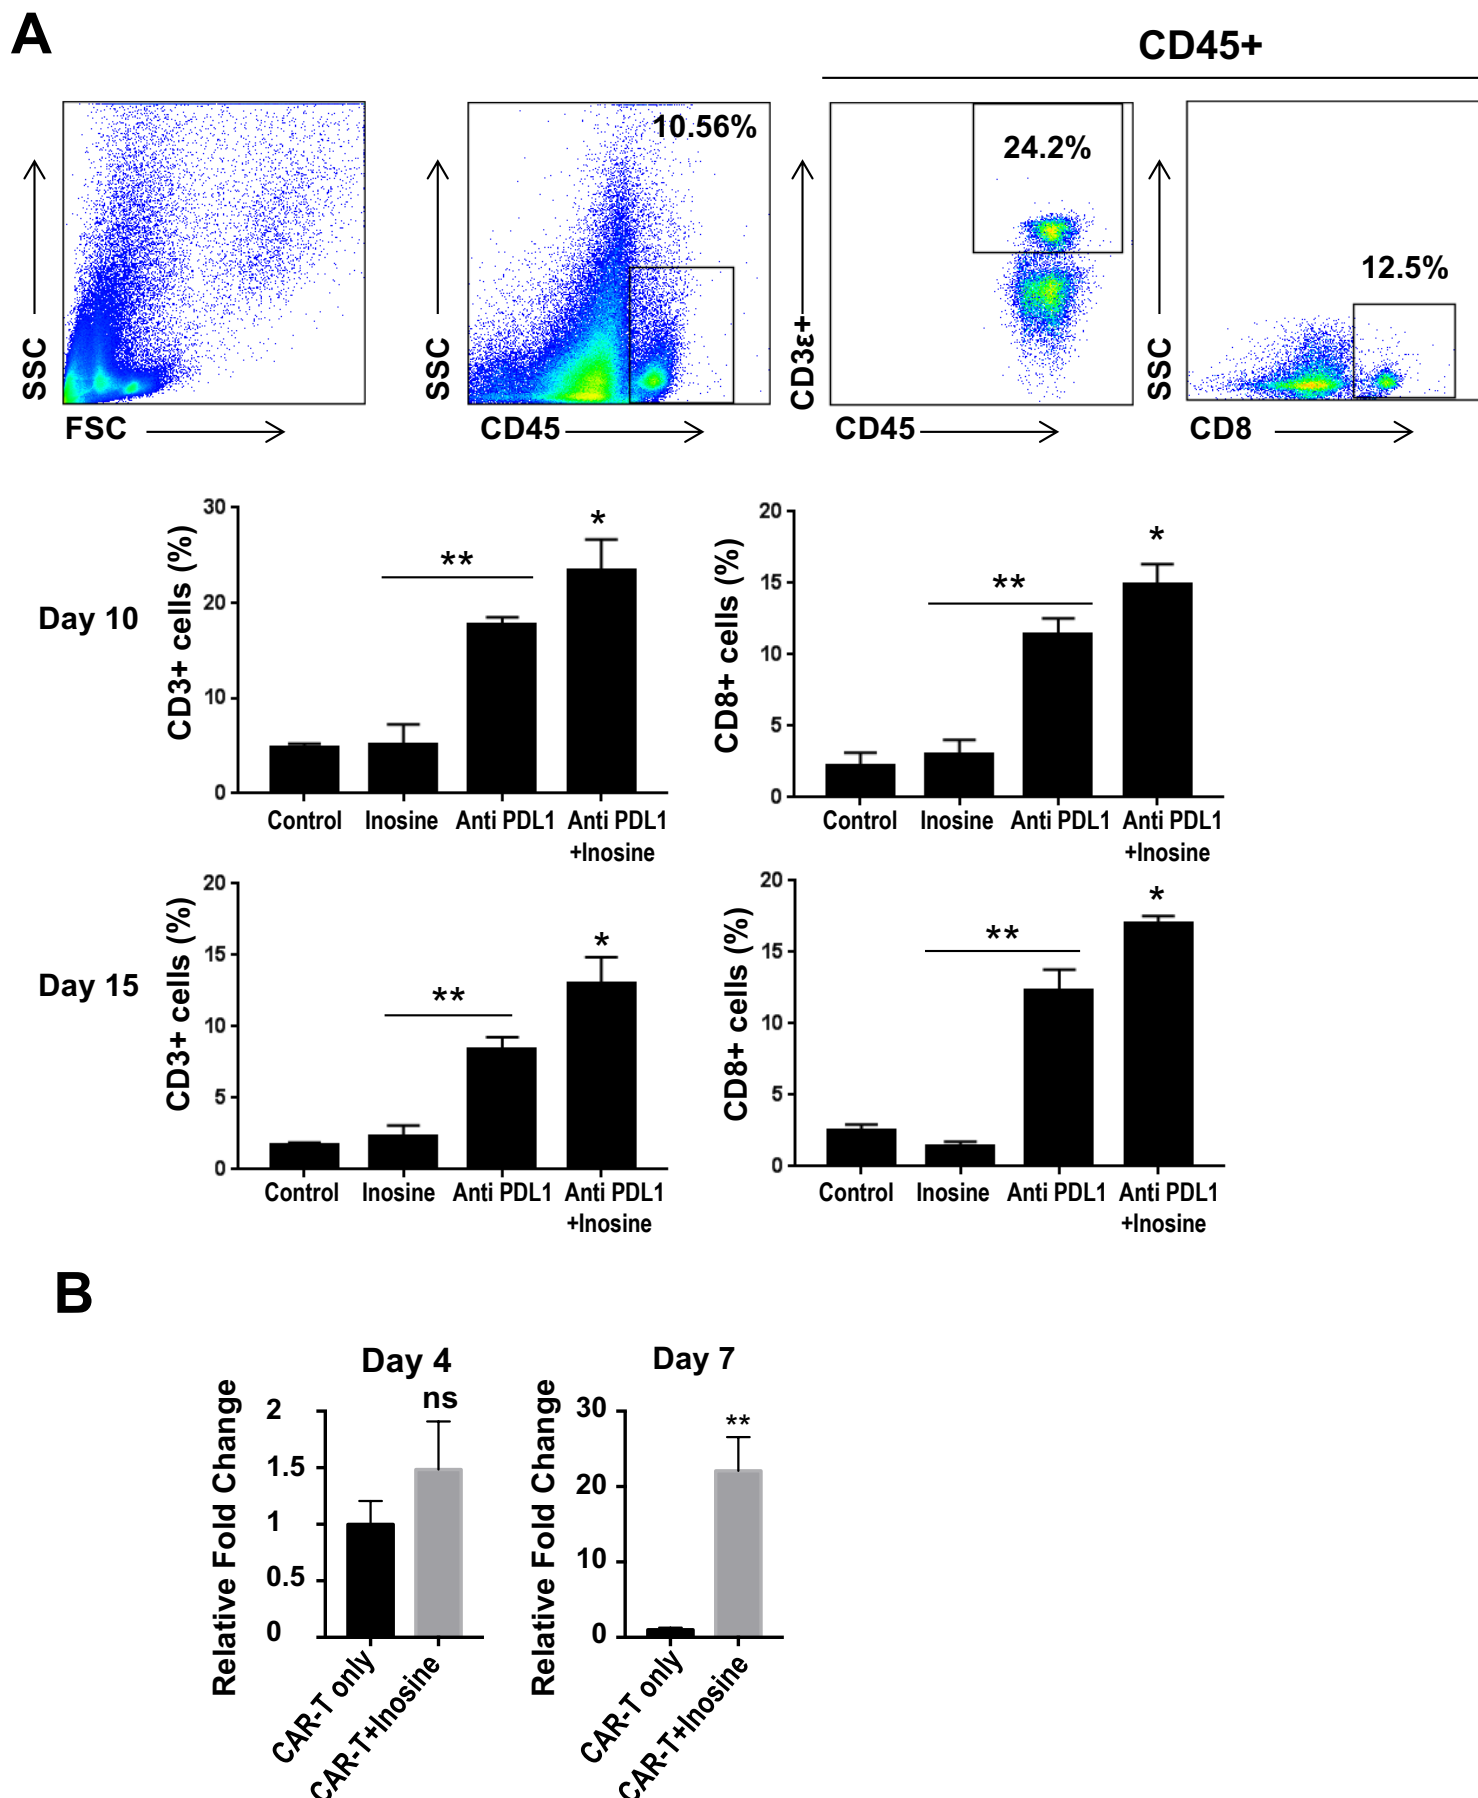 A
CD45+
SSC
FSC
10.56%
SSC
CD45
24.2%
CD3ε+
CD45
12.5%
SSC
CD8
Day 10
CD3+ cells (%)
30
20
10
0
**
*
Control
Inosine
Anti PDL1
Anti PDL1
+Inosine
CD8+ cells (%)
20
15
10
5
0
**
*
Control
Inosine
Anti PDL1
Anti PDL1
+Inosine
Day 15
CD3+ cells (%)
20
15
10
5
0
**
*
Control
Inosine
Anti PDL1
Anti PDL1
+Inosine
CD8+ cells (%)
20
15
10
5
0
**
*
Control
Inosine
Anti PDL1
Anti PDL1
+Inosine
B
Day 4
ns
Relative Fold Change
2
1.5
1
0.5
0
CAR-T only
CAR-T+Inosine
Day 7
**
Relative Fold Change
30
20
10
0
CAR-T only
CAR-T+Inosine